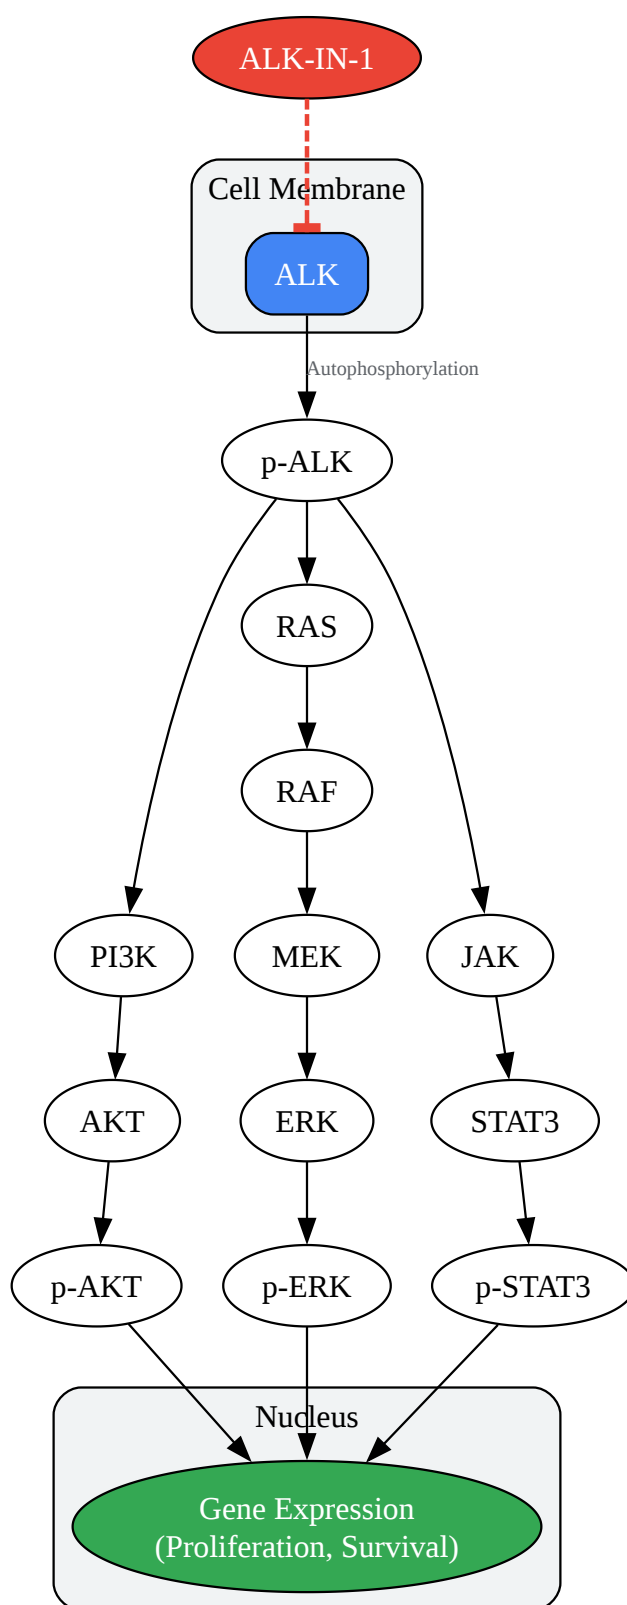 ALK-IN-1
Cell Membrane
ALK
Autophosphorylation
p-ALK
RAS
RAF
PI3K
MEK
JAK
AKT
ERK
STAT3
p-AKT
p-ERK
p-STAT3
Nucleus
Gene Expression
(Proliferation, Survival)